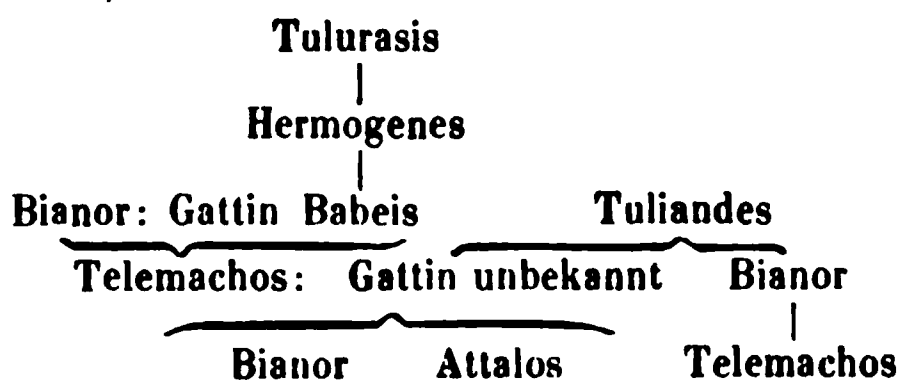 Tulurasis
Hermogenes
Bianor: Gattin Babeis Tuliandes
Telemachos: Gattin unbekannt Bianor
Bianor Attalos Telemachos